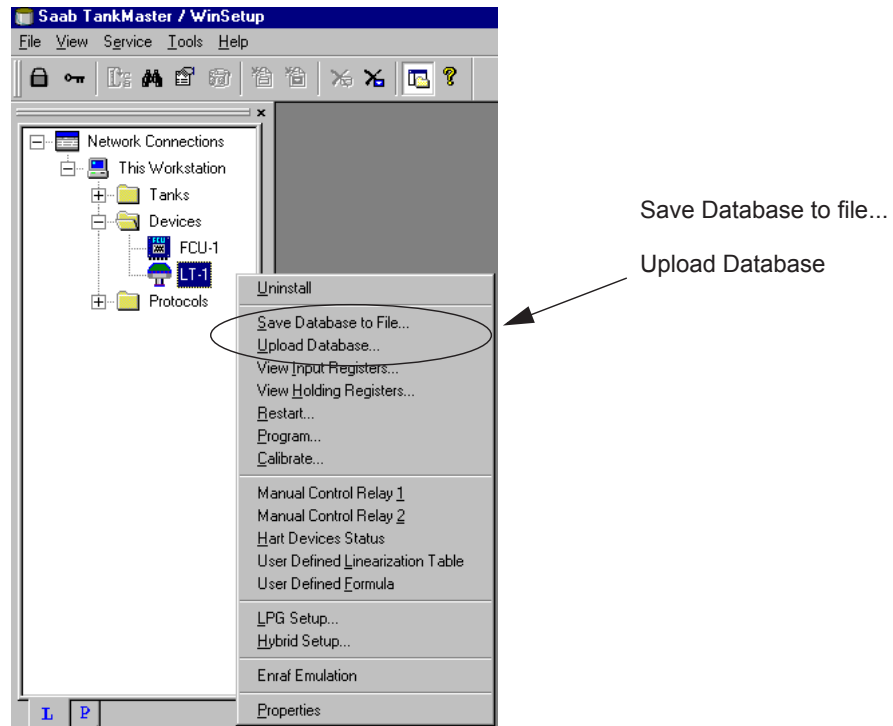 Saab TankMaster / WinSetup
File View Service Tools Help
Network Connections
This Workstation
Tanks
Devices
FCU
FCU-1
LT-1
Protocols
Uninstall
Save Database to File...
Upload Database...
View Input Registers...
View Holding Registers...
Restart...
Program...
Calibrate...
Manual Control Relay 1
Manual Control Relay 2
Hart Devices Status
User Defined Linearization Table
User Defined Formula
LPG Setup...
Hybrid Setup...
Enraf Emulation
Properties
L P
Save Database to file...
Upload Database